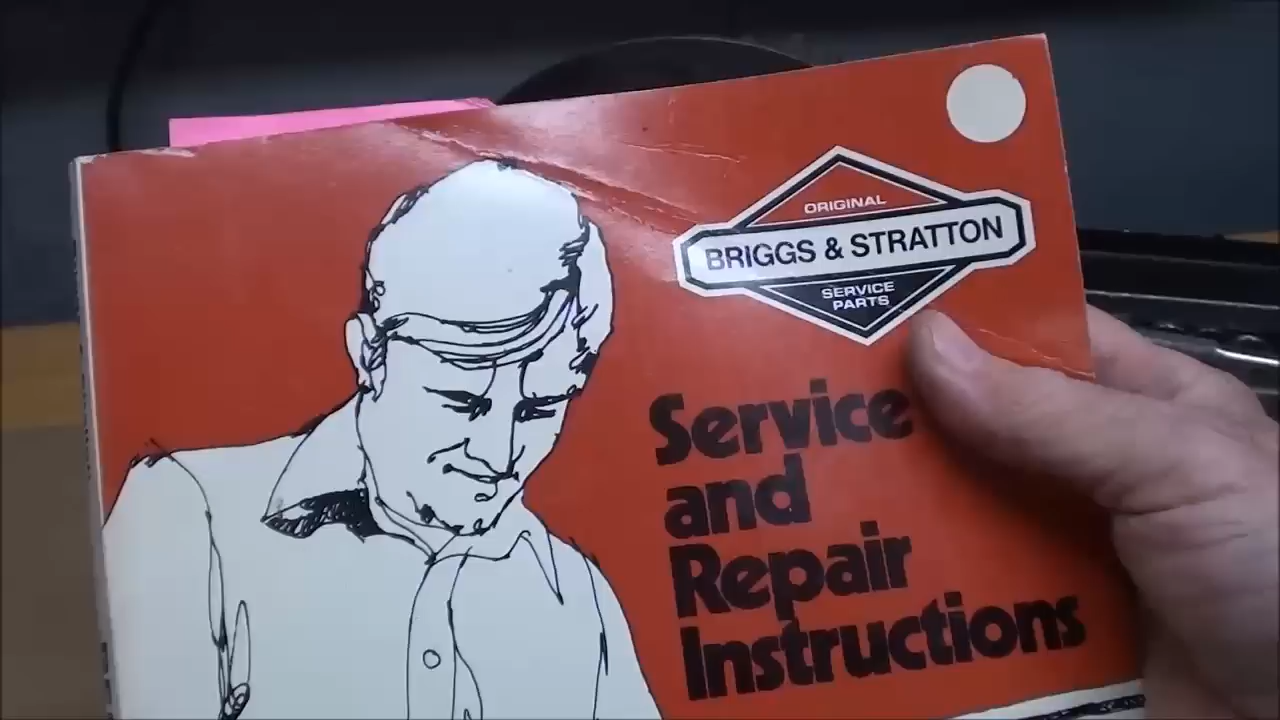 ORIGINAL
BRIGGS & STRATTON
SERVICE
PARTS
Service
and
Repair
Instructions